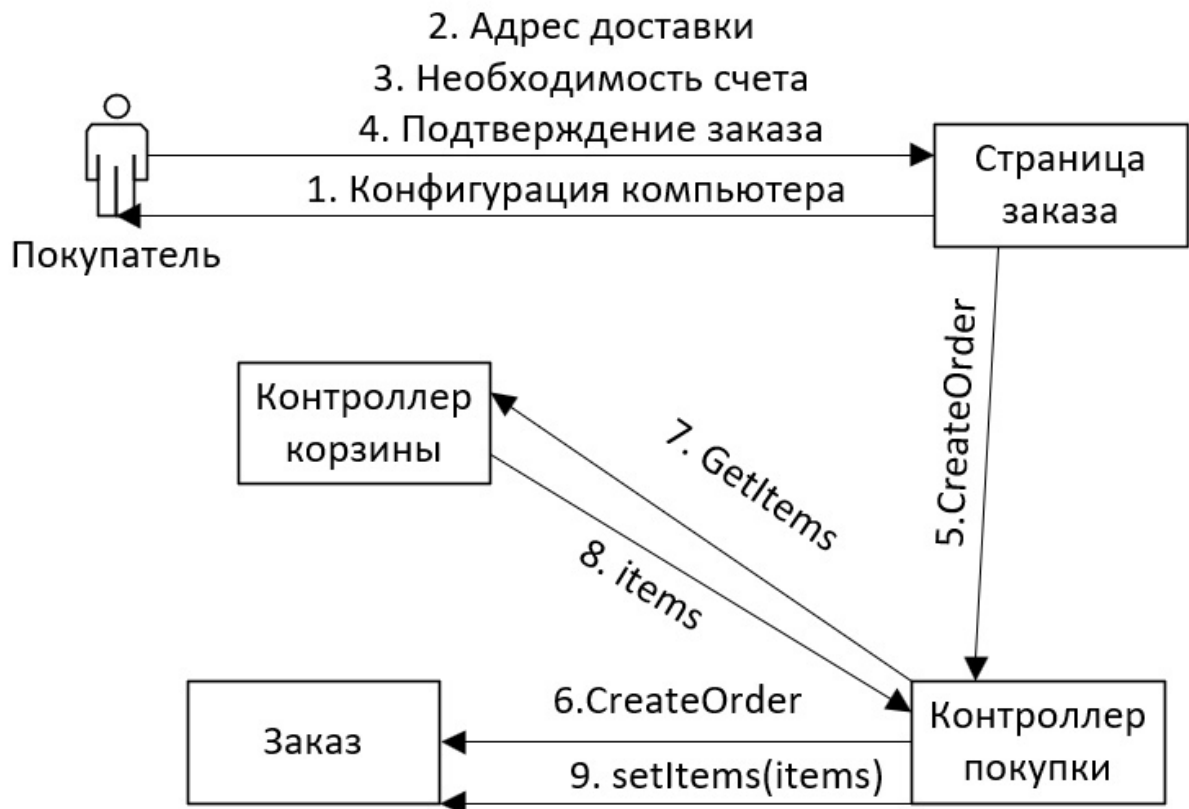 2. Адрес доставки
3. Необходимость счета
4. Подтверждение заказа
1. Конфигурация компьютера
Покупатель
Страница
заказа
5.CreateOrder
Контроллер
корзины
7. GetItems
8. items
6.CreateOrder
Заказ
9. setItems(items)
Контроллер
покупки